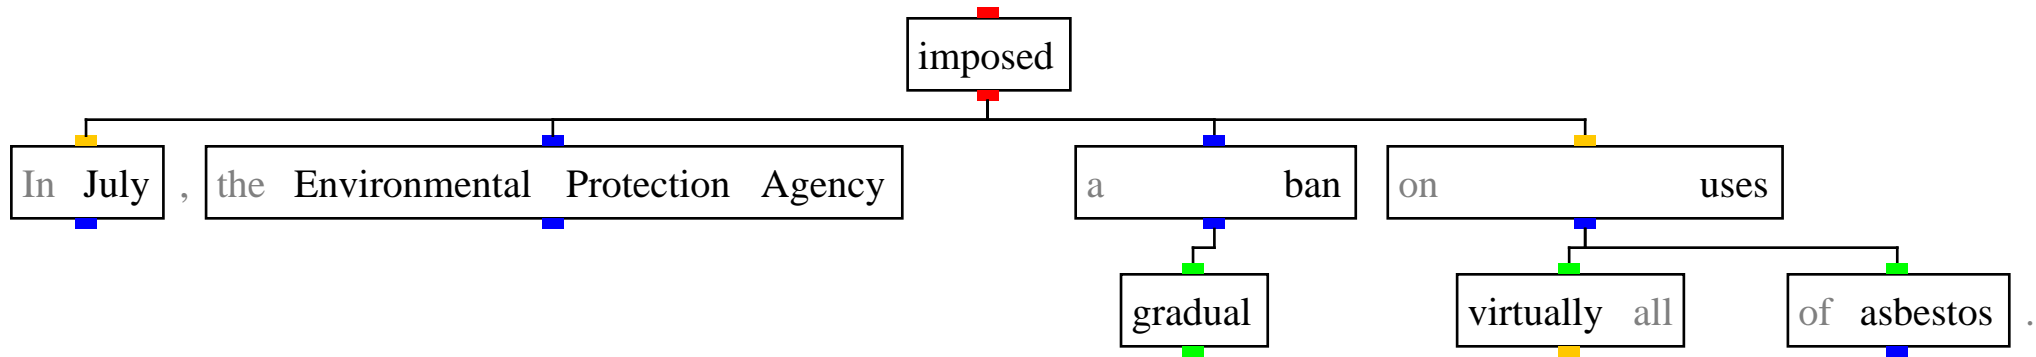 imposed
In July , the Environmental Protection Agency a ban on uses
gradual virtually all of asbestos .